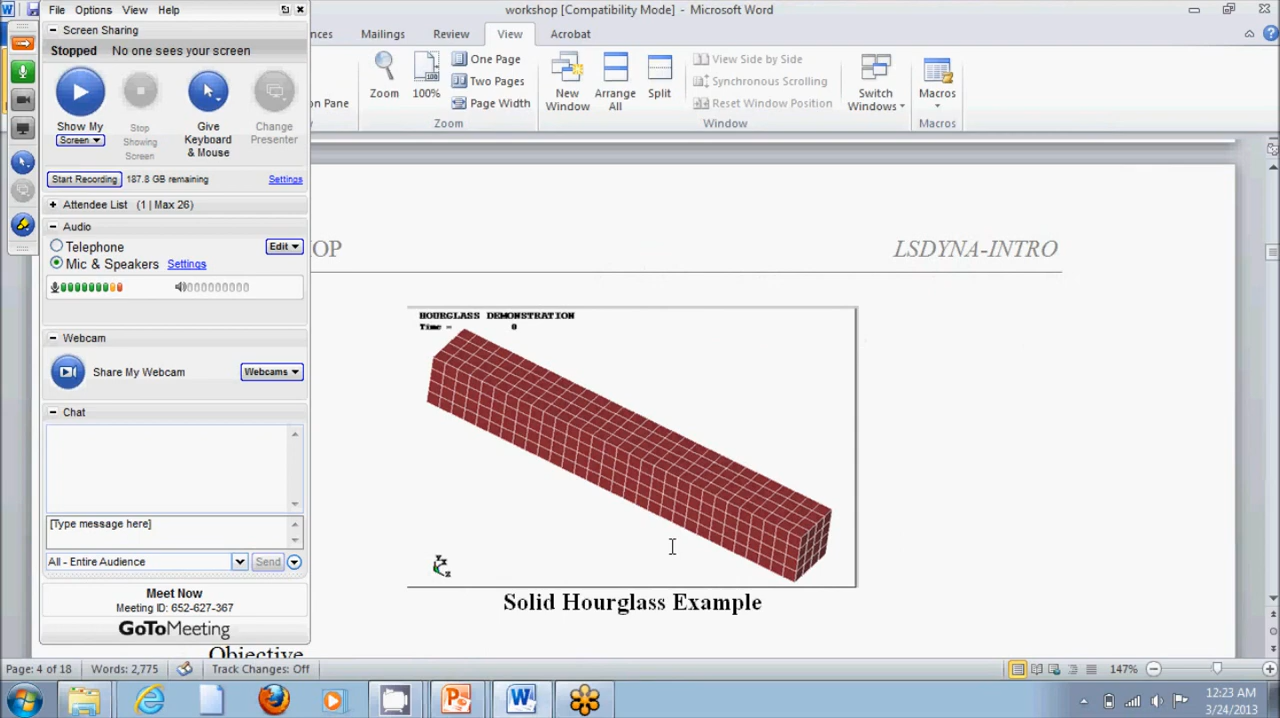 File Options View Help
workshop [Compatibility Mode] - Microsoft Word
Screen Sharing
nces Mailings Review View Acrobat
Stopped No one sees your screen
Show My
Screen
Stop
Showing
Screen
Give
Keyboard
& Mouse
Change
Presenter
on Pane
Zoom
100%
One Page
Two Pages
Page Width
Zoom
New
Window
Arrange
All
Split
View Side by Side
Synchronous Scrolling
Reset Window Position
Window
Switch
Windows
Macros
Macros
Start Recording 187.8 GB remaining Settings
Attendee List (1 | Max 26)
Audio
Telephone Edit
Mic & Speakers Settings
Webcam
Share My Webcam Webcams
Chat
[Type message here]
All - Entire Audience Send
Meet Now
Meeting ID: 652-627-367
GoToMeeting
OP LSDYNA-INTRO
HOURGLASS DEMONSTRATION
Time = 0
Y X
Z
Solid Hourglass Example
Objective
Page: 4 of 18 Words: 2,775 Track Changes: Off 147%
12:23 AM
3/24/2013